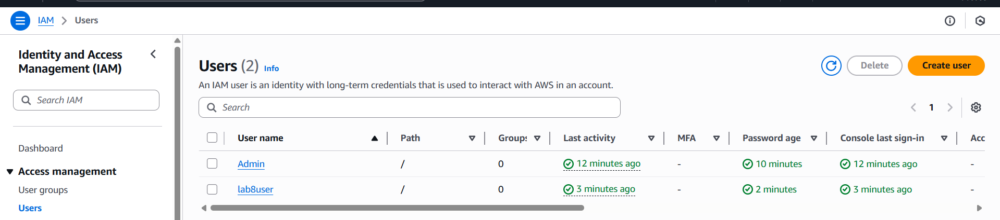 IAM > Users
Identity and Access
Management (IAM)
Search IAM
Dashboard
Access management
User groups
Users
Users (2) Info
Delete
Create user
An IAM user is an identity with long-term credentials that is used to interact with AWS in an account.
Search
1
User name Path Groups Last activity MFA Password age Console last sign-in Acc
Admin / 0 12 minutes ago - 10 minutes 12 minutes ago -
lab8user / 0 3 minutes ago - 2 minutes 3 minutes ago -